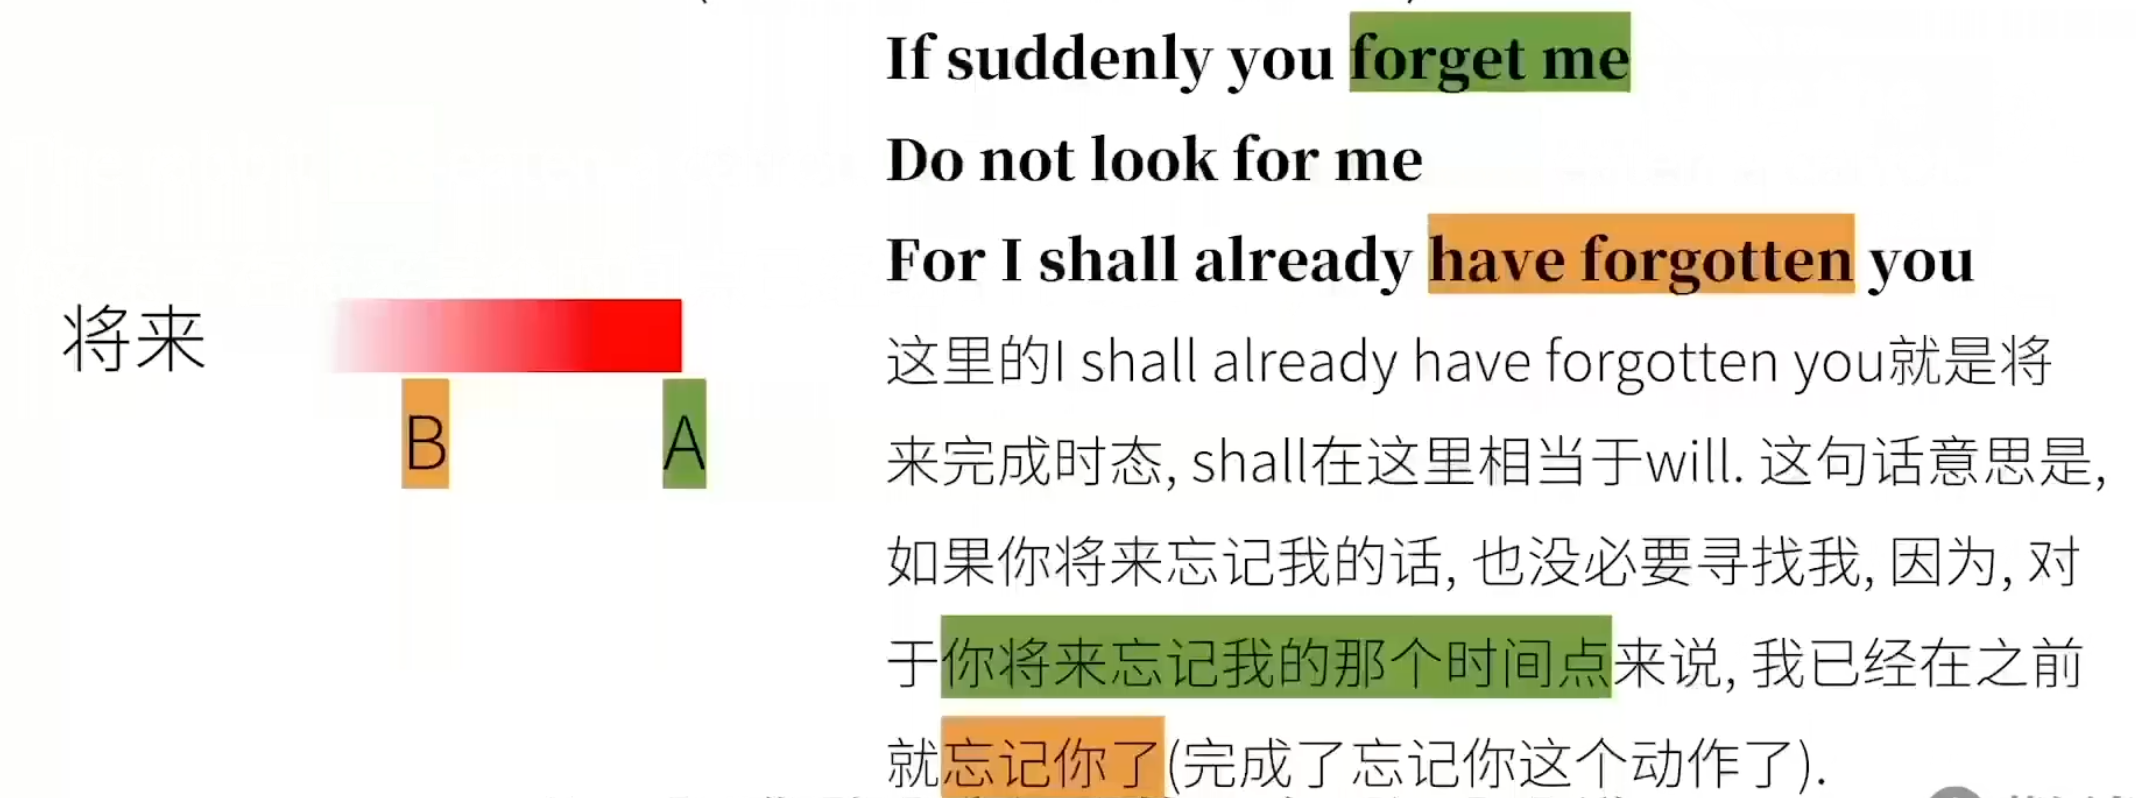 If suddenly you forget me
Do not look for me
For I shall already have forgotten you
将来
B
A
这里的I shall already have forgotten you就是将
来完成时态, shall在这里相当于will. 这句话意思是,
如果你将来忘记我的话, 也没必要寻找我, 因为, 对
于你将来忘记我的那个时间点来说, 我已经在之前
就忘记你了(完成了忘记你这个动作了).